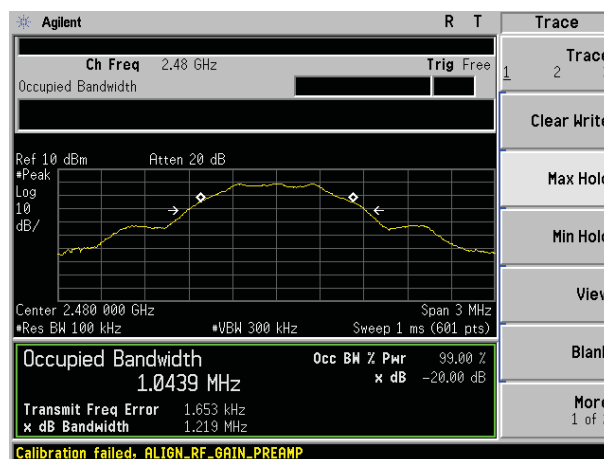 Agilent R T Trace
Ch Freq 2.48 GHz Trig Free
Occupied Bandwidth
Trace
1 2
Clear Write
Max Hold
Min Hold
View
Blank
More
1 of
Ref 10 dBm Atten 20 dB
#Peak
Log
10
dB/
Center 2.480 000 GHz Span 3 MHz
#Res BW 100 kHz #VBW 300 kHz Sweep 1 ms (601 pts)
Occupied Bandwidth Occ BW % Pwr 99.00 %
1.0439 MHz x dB -20.00 dB
Transmit Freq Error 1.653 kHz
x dB Bandwidth 1.219 MHz
Calibration failed, ALIGN_RF_GAIN_PREAMP